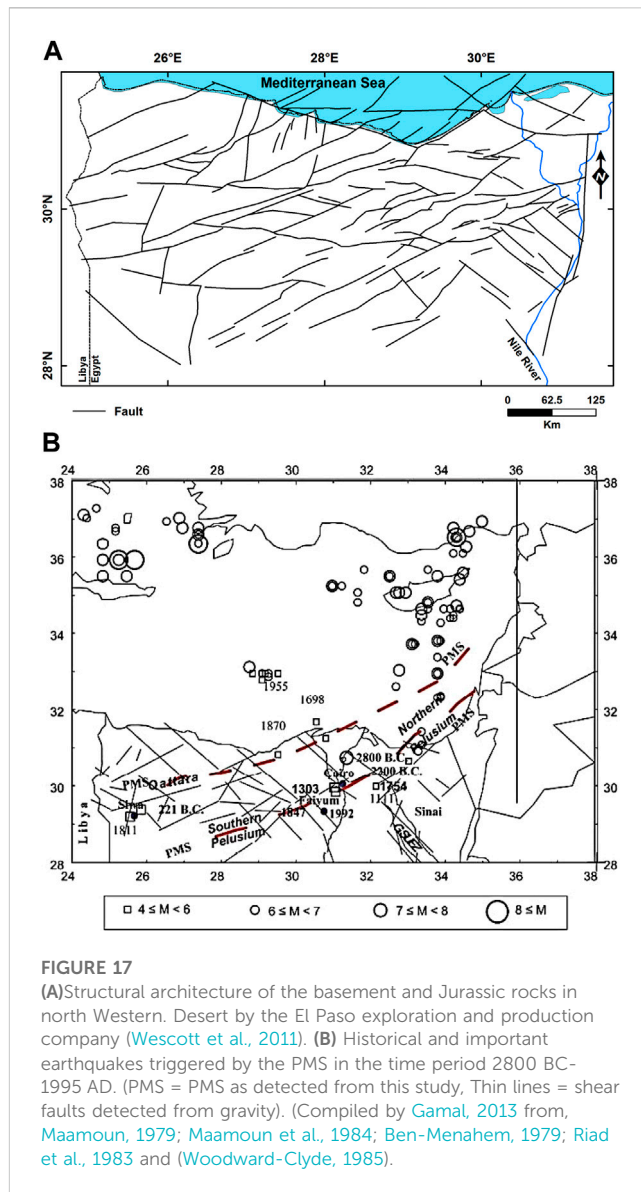 A
26°E 28°E 30°E
Mediterranean Sea
N
30°N
28°N
Libya
Egypt
Nile River
Fault
0 62.5 125
Km
B
24 26 28 30 32 34 36 38
38 38
36 36
34 34
PMS
1955
1698
Northern
Pelusium
PMS
1870
32 32
2800 B.C.
Cairo
2200 B.C.
PMS Qattara
1303
1754
Siwa
221 B.C.
Faiyum
1111
Libya
1811
1847
1992
Sinai
Southern
Pelusium
PMS
30 30
28 28
24 26 28 30 32 34 36 38
4 ≤ M < 6 6 ≤ M < 7 7 ≤ M < 8 8 ≤ M
FIGURE 17
(A)Structural architecture of the basement and Jurassic rocks in
north Western. Desert by the El Paso exploration and production
company (Wescott et al., 2011). (B) Historical and important
earthquakes triggered by the PMS in the time period 2800 BC-
1995 AD. (PMS = PMS as detected from this study, Thin lines = shear
faults detected from gravity). (Compiled by Gamal, 2013 from,
Maamoun, 1979; Maamoun et al., 1984; Ben-Menahem, 1979; Riad
et al., 1983 and (Woodward-Clyde, 1985).